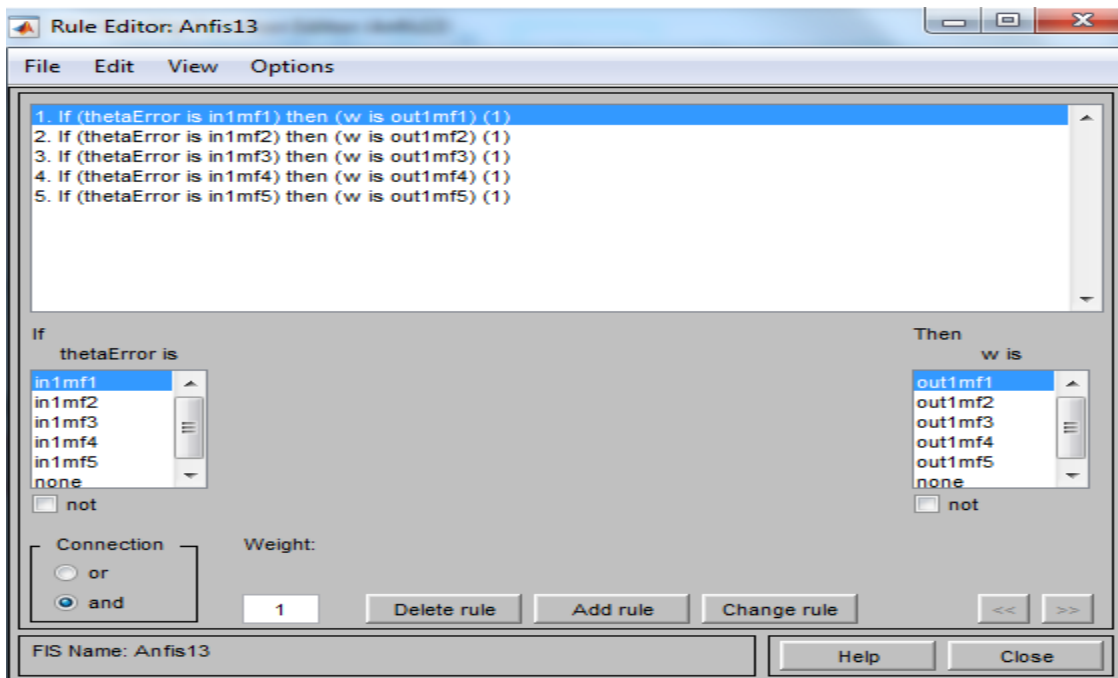 Rule Editor: Anfis13
File Edit View Options
1. If (thetaError is in1mf1) then (w is out1mf1) (1)
2. If (thetaError is in1mf2) then (w is out1mf2) (1)
3. If (thetaError is in1mf3) then (w is out1mf3) (1)
4. If (thetaError is in1mf4) then (w is out1mf4) (1)
5. If (thetaError is in1mf5) then (w is out1mf5) (1)
If
thetaError is
in1mf1
in1mf2
in1mf3
in1mf4
in1mf5
none
not
Then
w is
out1mf1
out1mf2
out1mf3
out1mf4
out1mf5
none
not
Connection
or
and
Weight:
1
Delete rule Add rule Change rule << >>
FIS Name: Anfis13
Help Close